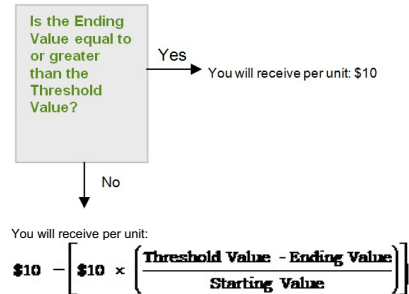 Is the Ending
Value equal to
or greater
than the
Threshold
Value?
Yes
You will receive per unit: $10
No
You will receive per unit:
$10 − [$10 × (Threshold Value - Ending Value / Starting Value)]